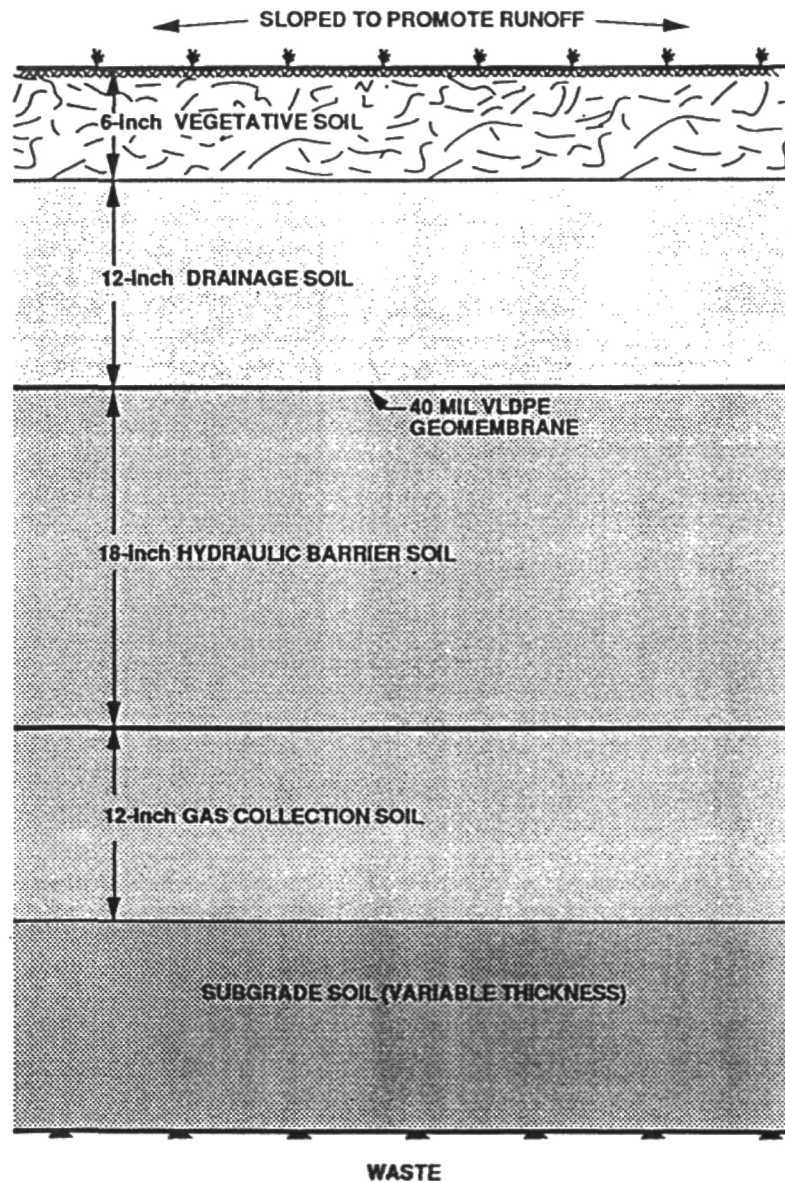 SLOPED TO PROMOTE RUNOFF
6-inch VEGETATIVE SOIL
12-inch DRAINAGE SOIL
40 MIL VLDPE
GEOMEMBRANE
18-inch HYDRAULIC BARRIER SOIL
12-inch GAS COLLECTION SOIL
SUBGRADE SOIL (VARIABLE THICKNESS)
WASTE